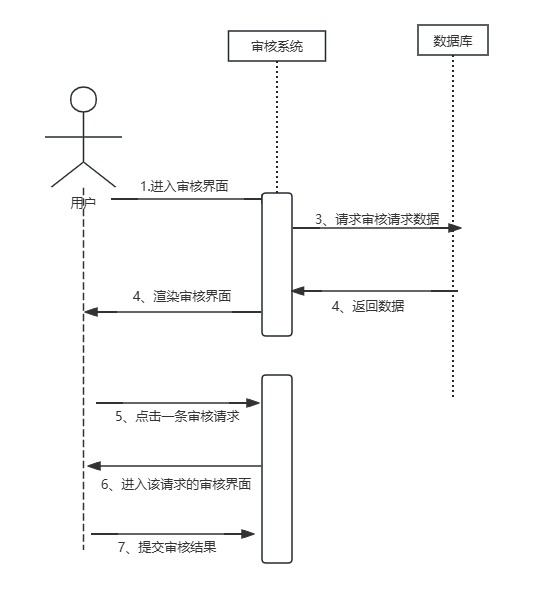 审核系统
数据库
用户
1.进入审核界面
3、请求审核请求数据
4、渲染审核界面
4、返回数据
5、点击一条审核请求
6、进入该请求的审核界面
7、提交审核结果